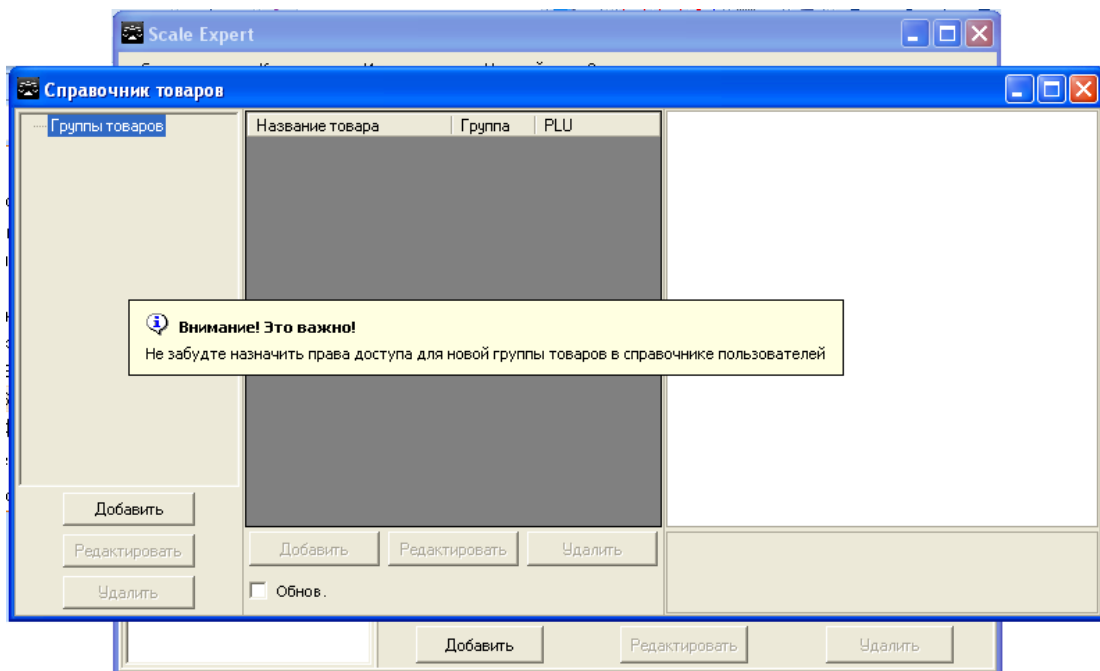 Scale Expert
Справочник товаров
Группы товаров
Название товара Группа PLU
Внимание! Это важно!
Не забудте назначить права доступа для новой группы товаров в справочнике пользователей
Добавить
Редактировать
Удалить
Добавить Редактировать Удалить
Обнов.
Добавить Редактировать Удалить